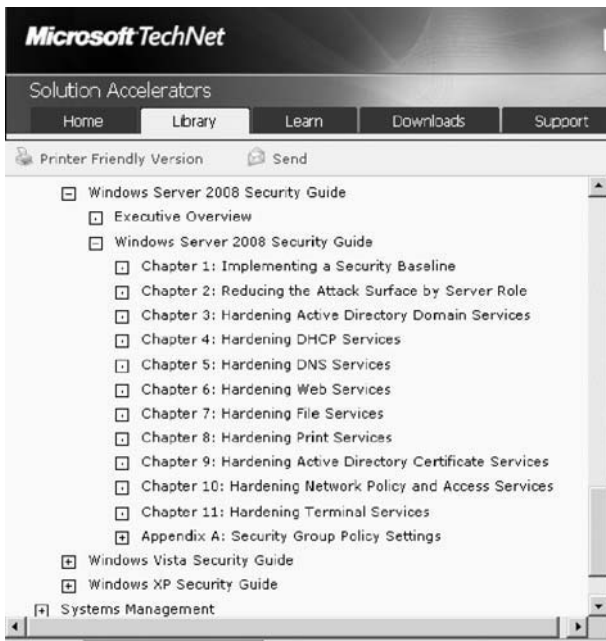 Microsoft TechNet
Solution Accelerators
Home Library Learn Downloads Support
Printer Friendly Version Send
Windows Server 2008 Security Guide
Executive Overview
Windows Server 2008 Security Guide
Chapter 1: Implementing a Security Baseline
Chapter 2: Reducing the Attack Surface by Server Role
Chapter 3: Hardening Active Directory Domain Services
Chapter 4: Hardening DHCP Services
Chapter 5: Hardening DNS Services
Chapter 6: Hardening Web Services
Chapter 7: Hardening File Services
Chapter 8: Hardening Print Services
Chapter 9: Hardening Active Directory Certificate Services
Chapter 10: Hardening Network Policy and Access Services
Chapter 11: Hardening Terminal Services
Appendix A: Security Group Policy Settings
Windows Vista Security Guide
Windows XP Security Guide
Systems Management